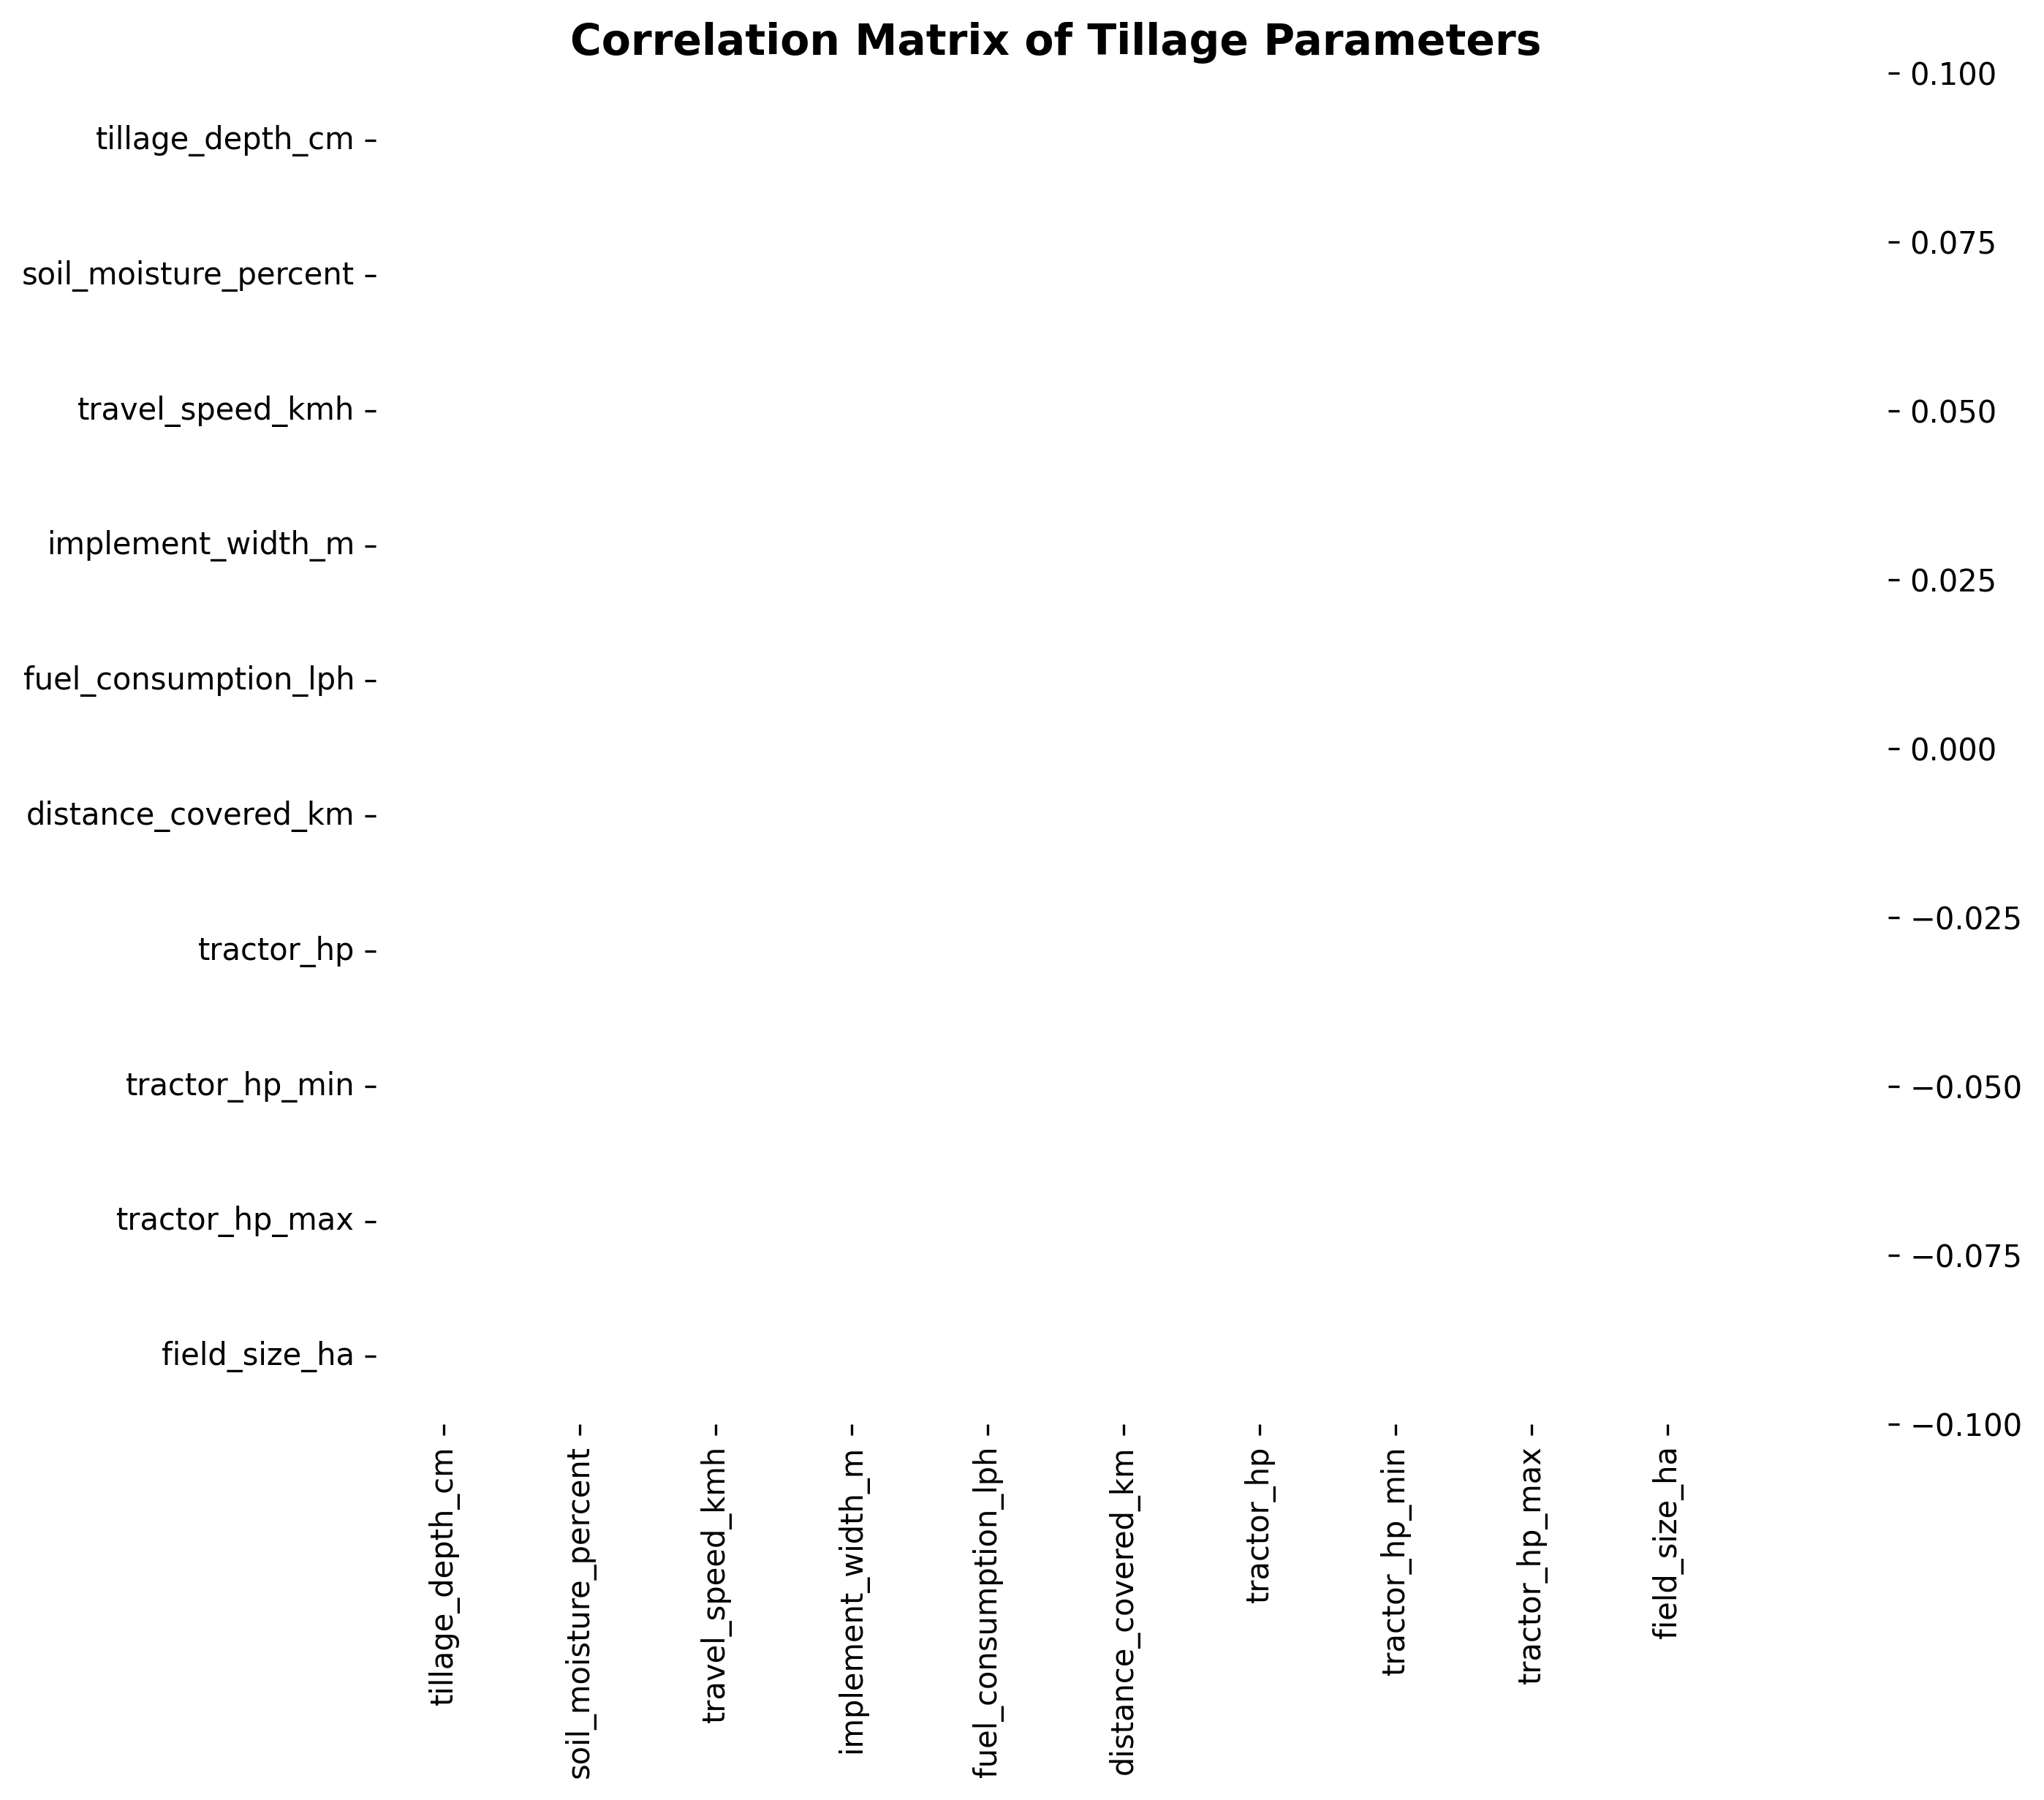 Correlation Matrix of Tillage Parameters
tillage_depth_cm
soil_moisture_percent
travel_speed_kmh
implement_width_m
fuel_consumption_lph
distance_covered_km
tractor_hp
tractor_hp_min
tractor_hp_max
field_size_ha
tillage_depth_cm
soil_moisture_percent
travel_speed_kmh
implement_width_m
fuel_consumption_lph
distance_covered_km
tractor_hp
tractor_hp_min
tractor_hp_max
field_size_ha
0.100
0.075
0.050
0.025
0.000
−0.025
−0.050
−0.075
−0.100